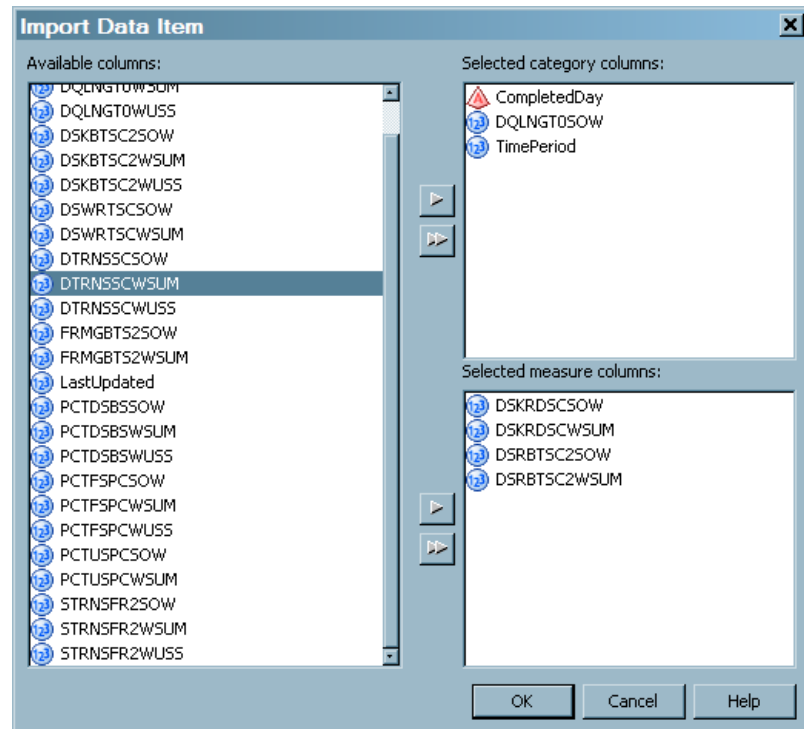 Import Data Item
Available columns:
DQLNGT0WSUM
DQLNGT0WUSS
DSKBTSC2SOW
DSKBTSC2WSUM
DSKBTSC2WUSS
DSWRTSCSOW
DSWRTSCWSUM
DTRNSSCSOW
DTRNSSCWSUM
DTRNSSCWUSS
FRMGBTS2SOW
FRMGBTS2WSUM
LastUpdated
PCTDSBSSOW
PCTDSBSWSUM
PCTDSBSWUSS
PCTFSPCSOW
PCTFSPCWSUM
PCTFSPCWUSS
PCTUSPCSOW
PCTUSPCWSUM
STRNSFR2SOW
STRNSFR2WSUM
STRNSFR2WUSS
Selected category columns:
CompletedDay
DQLNGT0SOW
TimePeriod
Selected measure columns:
DSKRDSCSOW
DSKRDSCWSUM
DSRBTSC2SOW
DSRBTSC2WSUM
OK Cancel Help